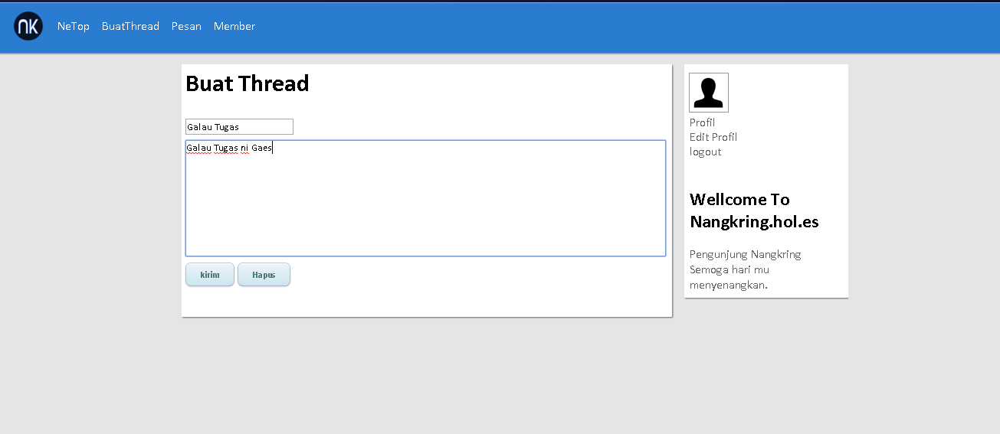 NK
NeTop BuatThread Pesan Member
Buat Thread
Galau Tugas
Galau Tugas ni Gaes
kirim Hapus
Profil
Edit Profil
logout
Wellcome To
Nangkring.hol.es
Pengunjung Nangkring
Semoga hari mu
menyenangkan.